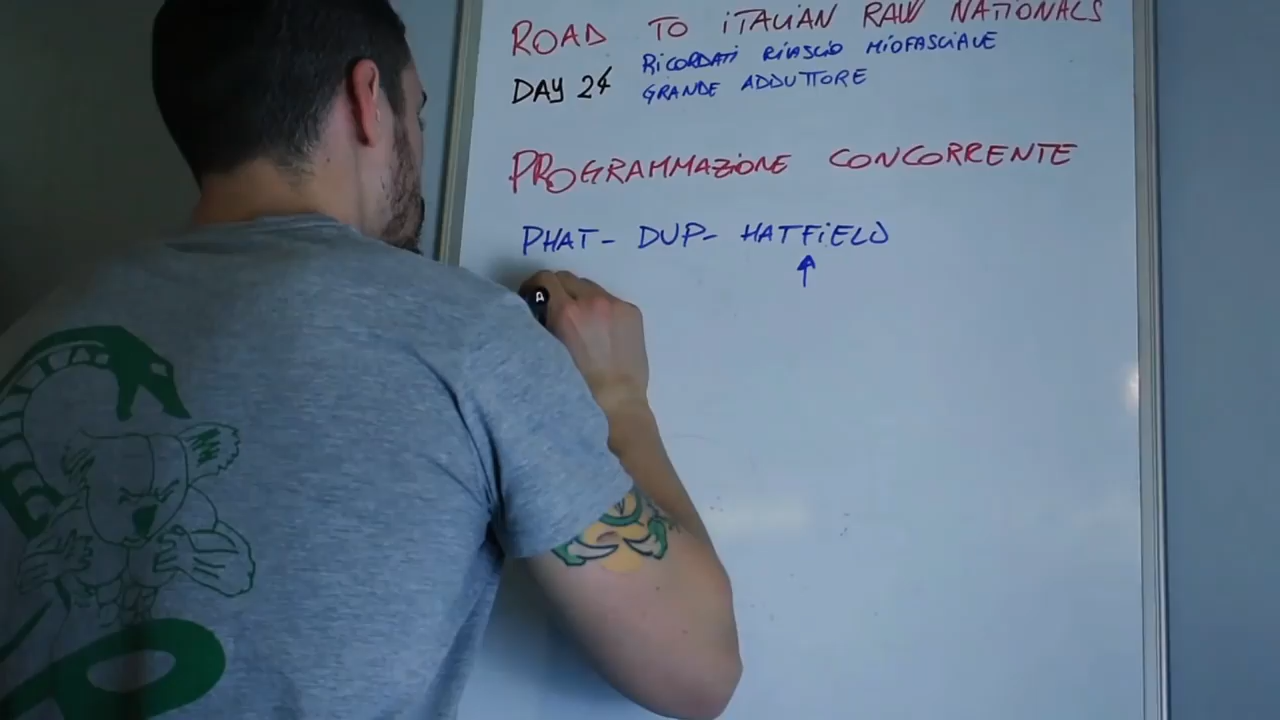 ROAD TO ITALIAN RAW NATIONALS
RICORDATI RILASCIO MIOFASCIALE
DAY 24 GRANDE ADDUTTORE
PROGRAMMAZIONE CONCORRENTE
PHAT- DUP- HATFIELD
A